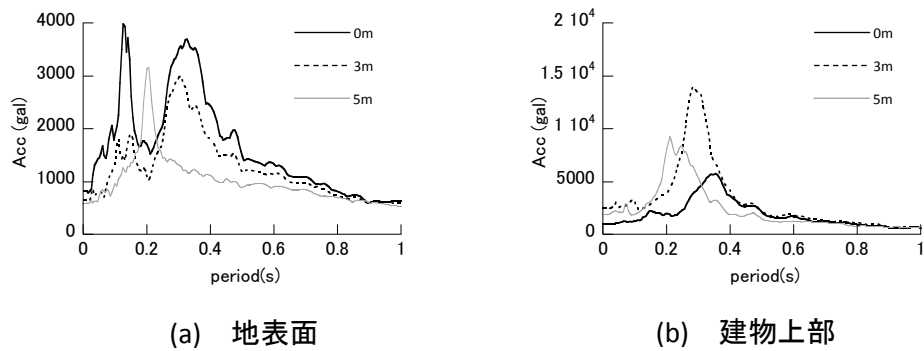 4000
3000
2000
1000
0
Acc (gal)
0 0.2 0.4 0.6 0.8 1
period(s)
0m
3m
5m
(a) 地表面
2 10⁴
1.5 10⁴
1 10⁴
5000
0
Acc (gal)
0 0.2 0.4 0.6 0.8 1
period(s)
0m
3m
5m
(b) 建物上部